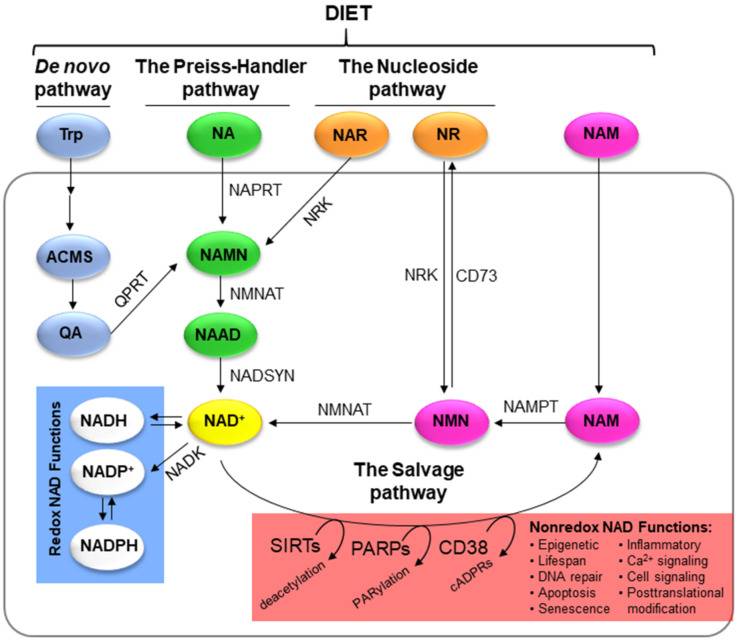 DIET
De novo
pathway
The Preiss-Handler
pathway
The Nucleoside
pathway
Trp
NA
NAR
NR
NAM
NAPRT
NRK
ACMS
NAMN
QPRT
NRK
CD73
NMNAT
QA
NAAD
NADSYN
Redox NAD Functions
NADH
NAD⁺
NMNAT
NMN
NAMPT
NAM
NADK
NADP⁺
NADPH
The Salvage
pathway
SIRTs
PARPs
CD38
deacetylation
PARylation
cADPRs
Nonredox NAD Functions:
• Epigenetic
• Lifespan
• DNA repair
• Apoptosis
• Senescence
• Inflammatory
• Ca²⁺ signaling
• Cell signaling
• Posttranslational
modification